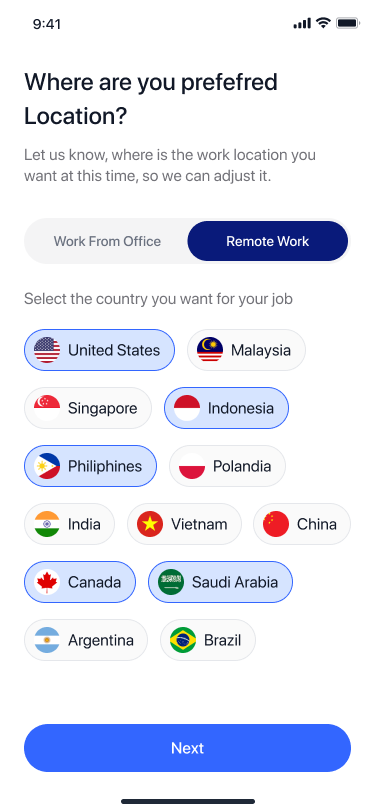 9:41
Where are you prefefred
Location?
Let us know, where is the work location you
want at this time, so we can adjust it.
Work From Office Remote Work
Select the country you want for your job
United States Malaysia
Singapore Indonesia
Philiphines Polandia
India Vietnam China
Canada Saudi Arabia
Argentina Brazil
Next